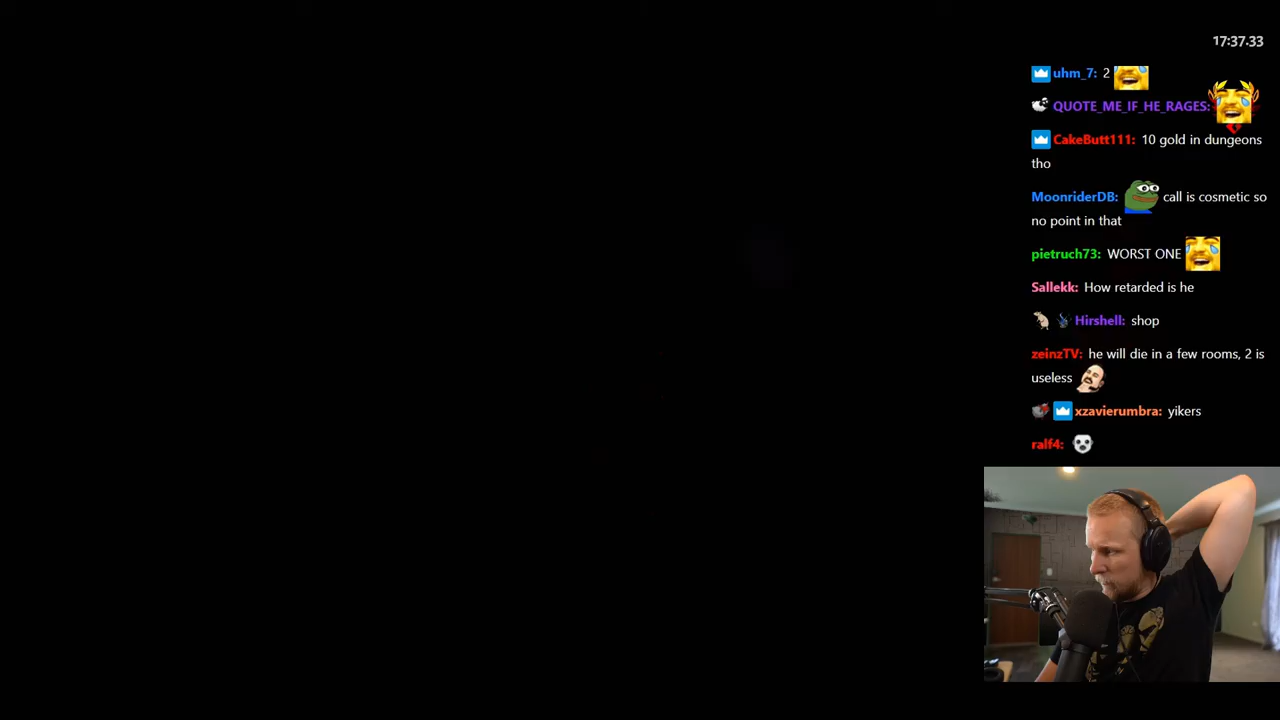 17:37.33
uhm_7: 2
QUOTE_ME_IF_HE_RAGES:
CakeButt111: 10 gold in dungeons
tho
MoonriderDB: call is cosmetic so
no point in that
pietruch73: WORST ONE
Sallekk: How retarded is he
Hirshell: shop
zeinzTV: he will die in a few rooms, 2 is
useless
xzavierumbra: yikers
ralf4: